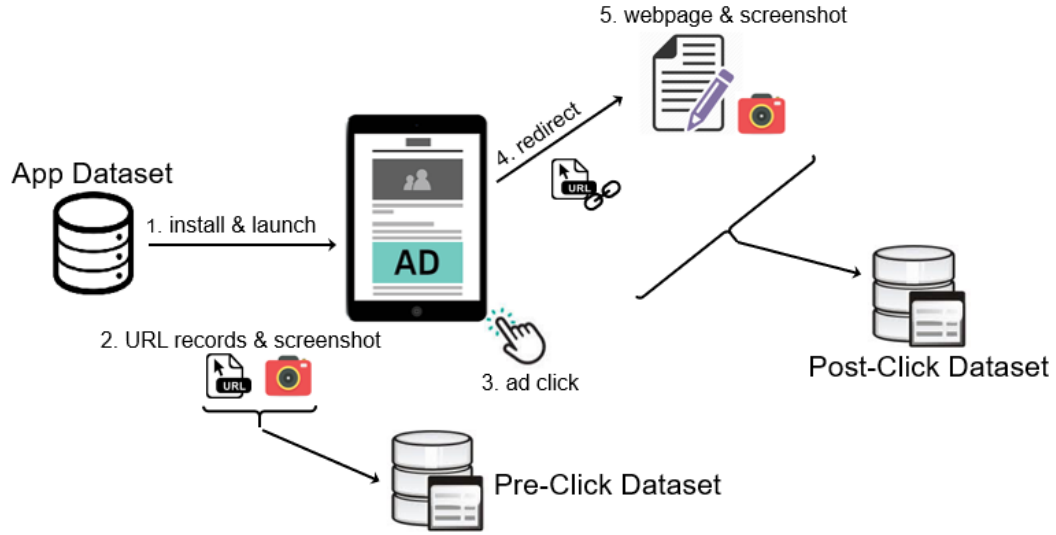 5. webpage & screenshot
4. redirect
URL
App Dataset
1. install & launch
AD
2. URL records & screenshot
URL
3. ad click
Post-Click Dataset
Pre-Click Dataset